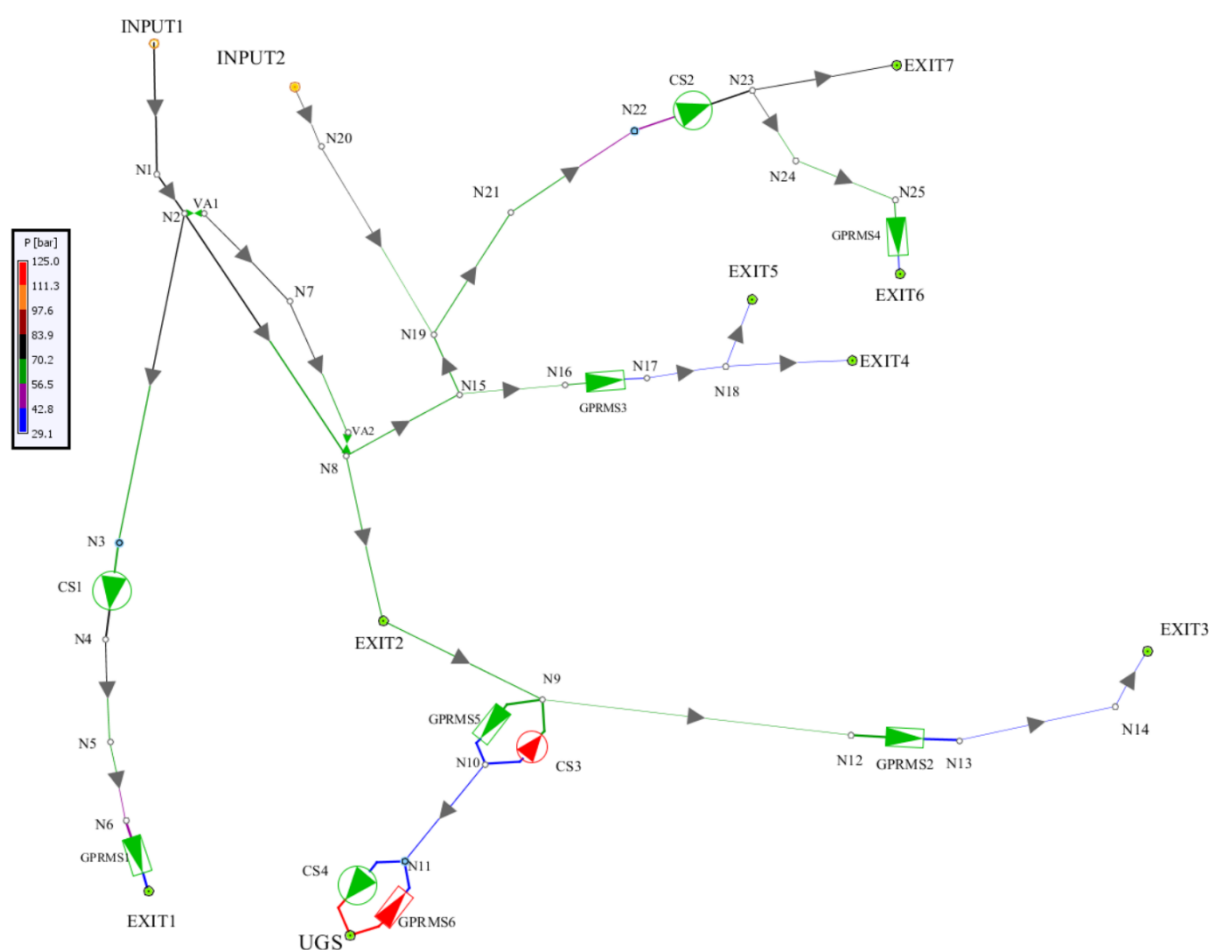 INPUT1
INPUT2
CS2
N23
EXIT7
N22
N20
N1
N24
N25
N21
N2
VA1
GPRMS4
P [bar]
125.0
111.3
97.6
83.9
70.2
56.5
42.8
29.1
EXIT5
EXIT6
N7
N19
N16
N17
EXIT4
N15
N18
GPRMS3
VA2
N8
N3
CS1
EXIT3
N4
EXIT2
N9
GPRMS5
N14
N5
N10
CS3
N12
GPRMS2
N13
N6
GPRMS1
N11
CS4
EXIT1
GPRMS6
UGS